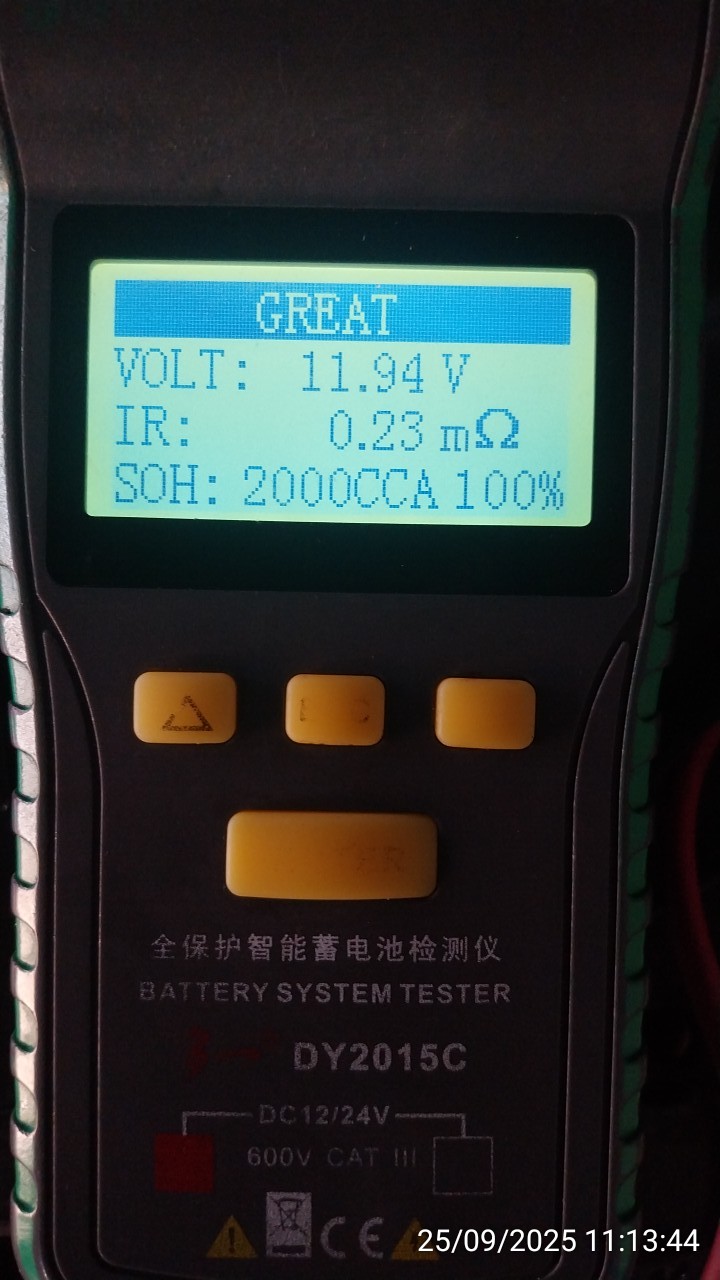 GREAT
VOLT: 11.94 V
IR: 0.23 mΩ
SOH: 2000CCA 100%
全保护智能蓄电池检测仪
BATTERY SYSTEM TESTER
DY2015C
DC12/24V
600V CAT III
CE
25/09/2025 11:13:44